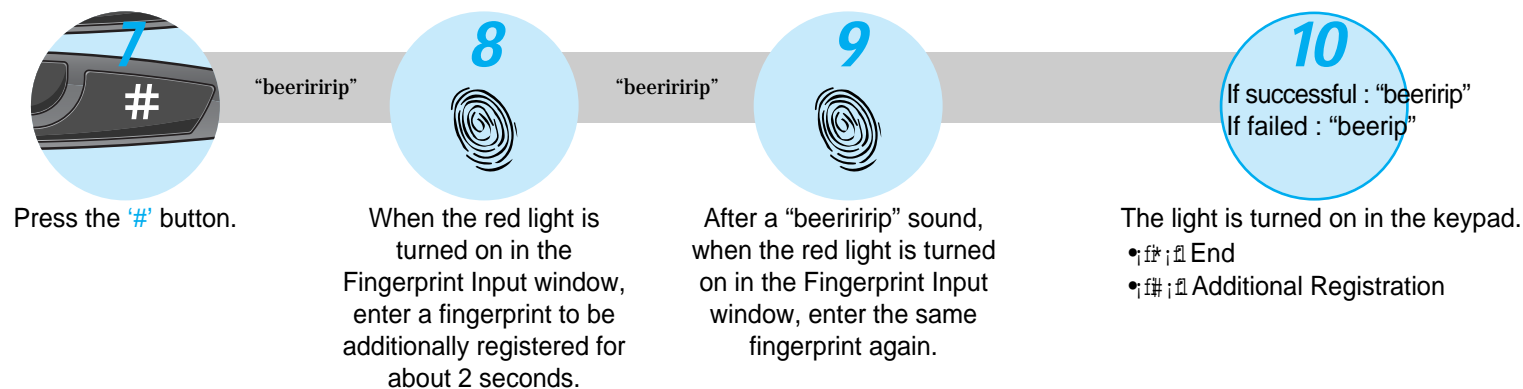 7
#
"beeriririp"
8
"beeriririp"
9
10
If successful : "beeririp"
If failed : "beerip"
Press the '#' button.
When the red light is
turned on in the
Fingerprint Input window,
enter a fingerprint to be
additionally registered for
about 2 seconds.
After a "beeriririp" sound,
when the red light is turned
on in the Fingerprint Input
window, enter the same
fingerprint again.
The light is turned on in the keypad.
• End
• Additional Registration